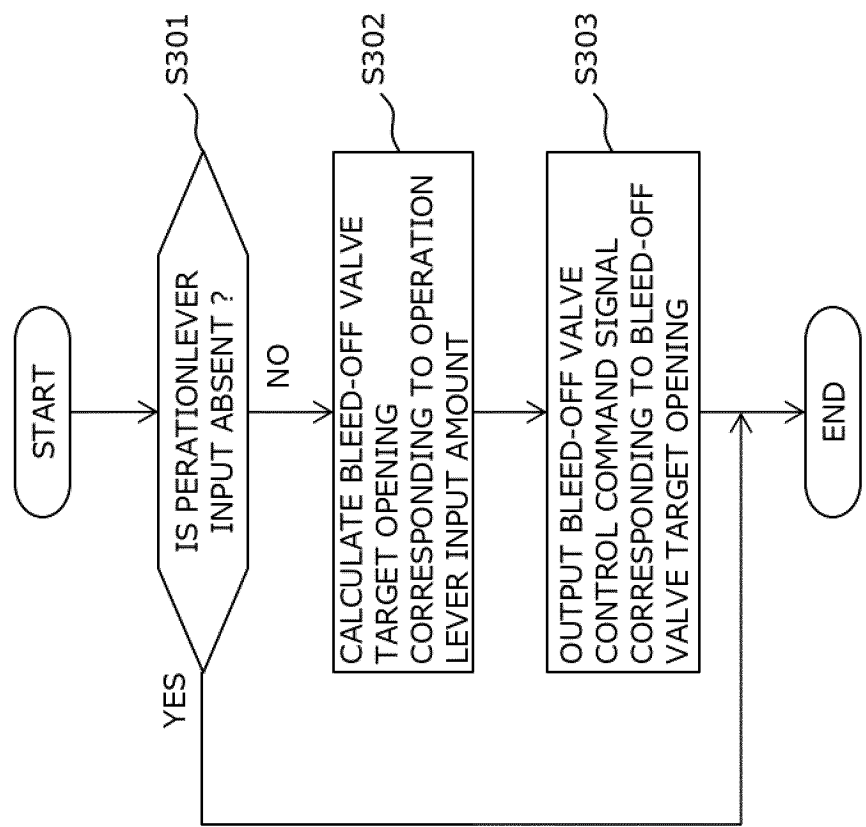 START
S301
IS PERATIONLEVER
INPUT ABSENT ?
YES
NO
S302
CALCULATE BLEED-OFF VALVE
TARGET OPENING
CORRESPONDING TO OPERATION
LEVER INPUT AMOUNT
S303
OUTPUT BLEED-OFF VALVE
CONTROL COMMAND SIGNAL
CORRESPONDING TO BLEED-OFF
VALVE TARGET OPENING
END